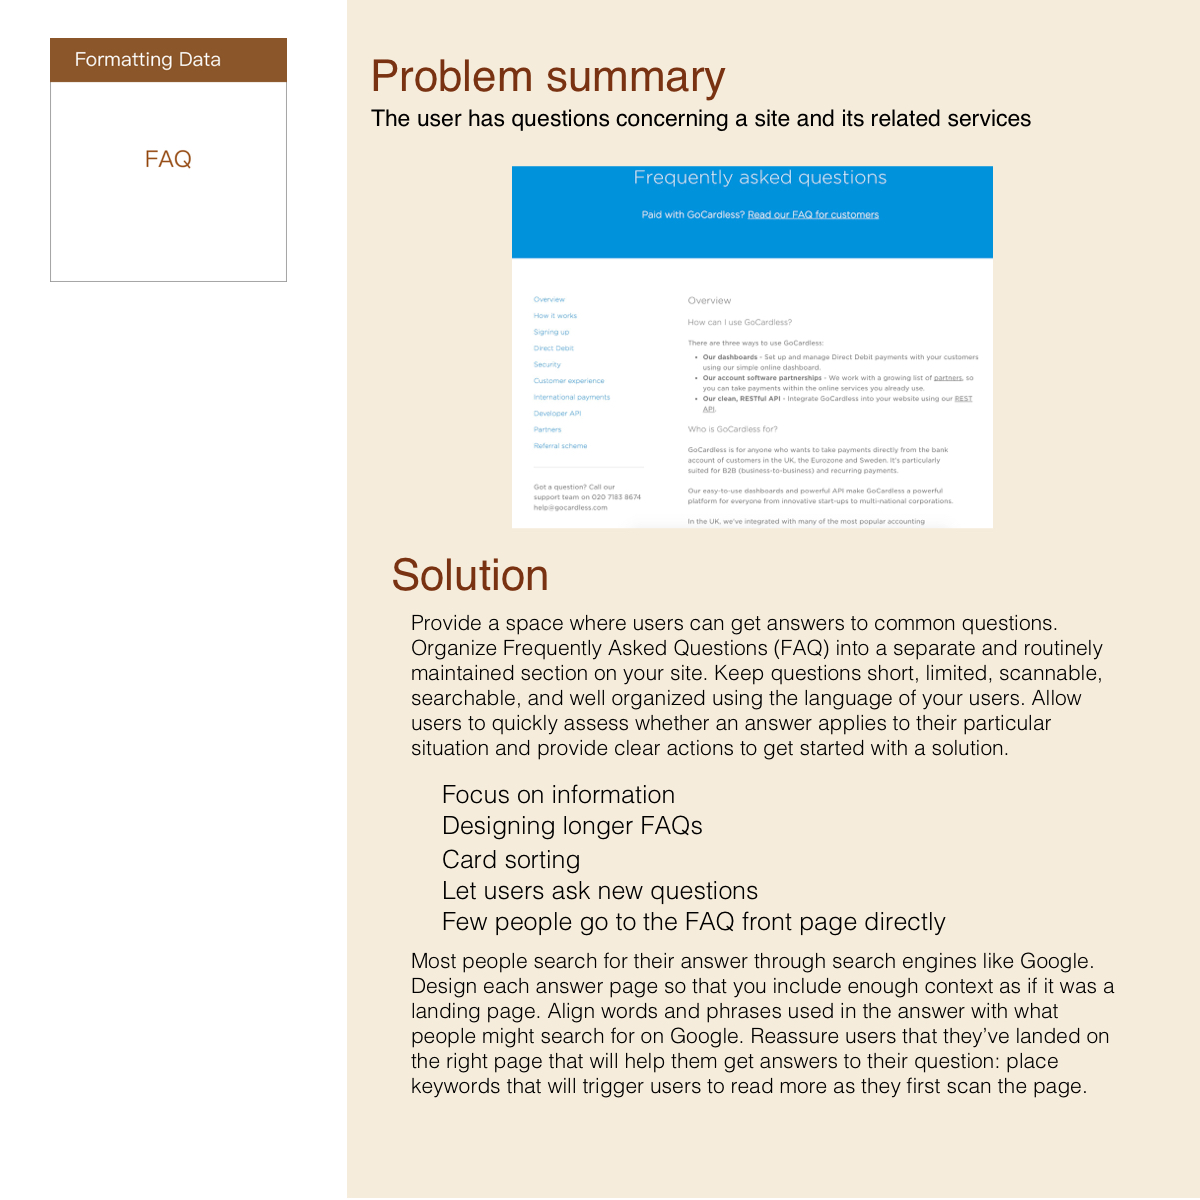 Formatting Data
FAQ
Problem summary
The user has questions concerning a site and its related services
Frequently asked questions
Paid with GoCardless? Read our FAQ for customers
Overview
How it works
Signing up
Direct Debit
Security
Customer experience
International payments
Developer API
Partners
Referral scheme
Got a question? Call our
support team on 020 7183 8674
help@gocardless.com
Overview
How can I use GoCardless?
There are three ways to use GoCardless:
• Our dashboards - Set up and manage Direct Debit payments with your customers
using our simple online dashboard.
• Our account software partnerships - We work with a growing list of partners, so
you can take payments within the online services you already use.
• Our clean, RESTful API - Integrate GoCardless into your website using our REST
API.
Who is GoCardless for?
GoCardless is for anyone who wants to take payments directly from the bank
account of customers in the UK, the Eurozone and Sweden. It's particularly
suited for B2B (business-to-business) and recurring payments.
Our easy-to-use dashboards and powerful API make GoCardless a powerful
platform for everyone from innovative start-ups to multi-national corporations.
In the UK, we've integrated with many of the most popular accounting
Solution
Provide a space where users can get answers to common questions.
Organize Frequently Asked Questions (FAQ) into a separate and routinely
maintained section on your site. Keep questions short, limited, scannable,
searchable, and well organized using the language of your users. Allow
users to quickly assess whether an answer applies to their particular
situation and provide clear actions to get started with a solution.
Focus on information
Designing longer FAQs
Card sorting
Let users ask new questions
Few people go to the FAQ front page directly
Most people search for their answer through search engines like Google.
Design each answer page so that you include enough context as if it was a
landing page. Align words and phrases used in the answer with what
people might search for on Google. Reassure users that they’ve landed on
the right page that will help them get answers to their question: place
keywords that will trigger users to read more as they first scan the page.